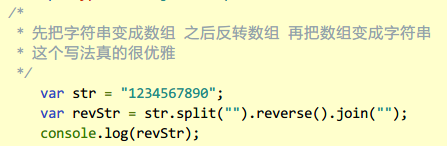 /*
* 先把字符串变成数组 之后反转数组 再把数组变成字符串
* 这个写法真的很优雅
*/
var str = "1234567890";
var revStr = str.split("").reverse().join("");
console.log(revStr);